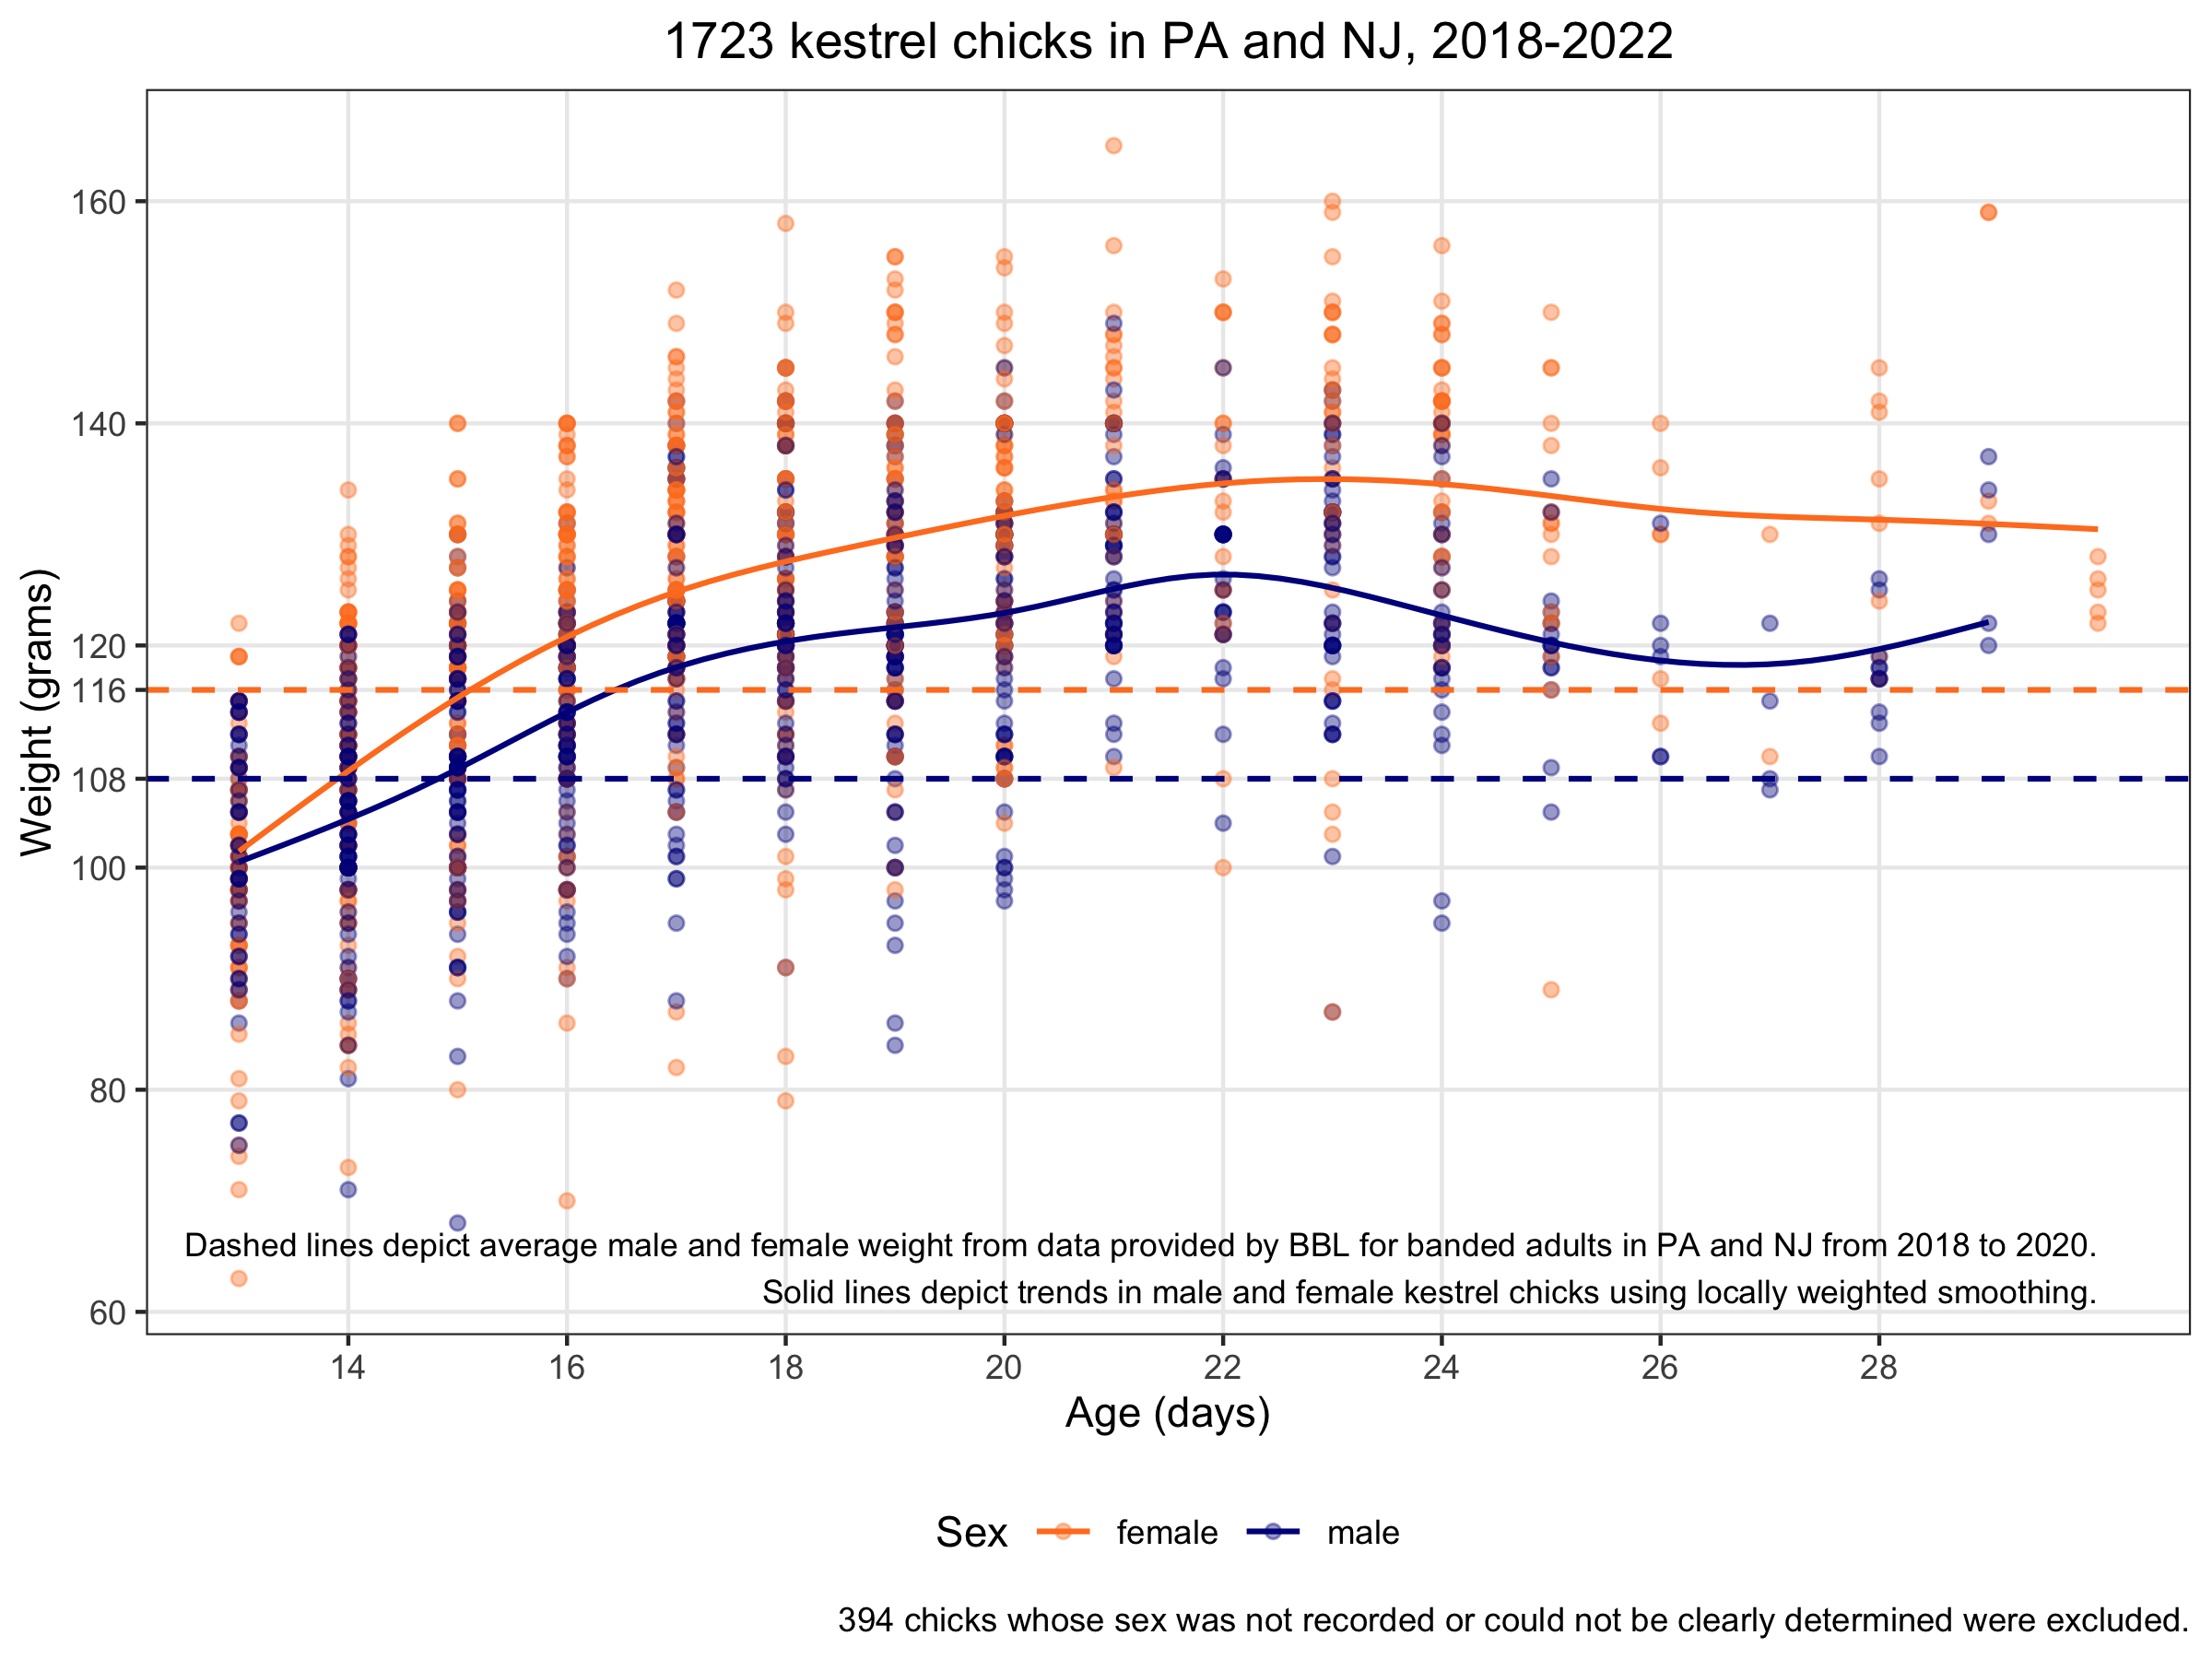 1723 kestrel chicks in PA and NJ, 2018-2022
Weight (grams)
160
140
120
116
108
100
80
60
Dashed lines depict average male and female weight from data provided by BBL for banded adults in PA and NJ from 2018 to 2020.
Solid lines depict trends in male and female kestrel chicks using locally weighted smoothing.
14 16 18 20 22 24 26 28
Age (days)
Sex female male
394 chicks whose sex was not recorded or could not be clearly determined were excluded.